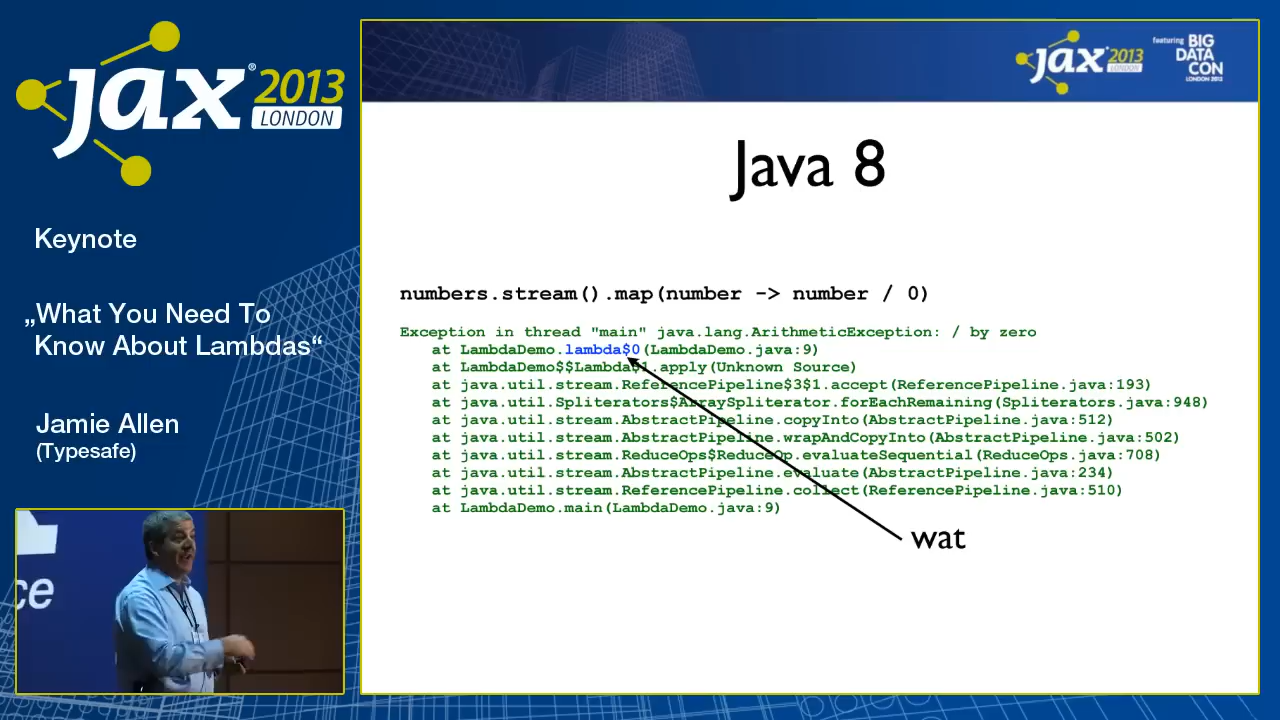 jax® 2013
LONDON
Keynote
„What You Need To
Know About Lambdas“
Jamie Allen
(Typesafe)
ce
jax 2013
LONDON
featuring BIG
DATA
CON
LONDON 2013
Java 8
numbers.stream().map(number -> number / 0)
Exception in thread "main" java.lang.ArithmeticException: / by zero
at LambdaDemo.lambda$0(LambdaDemo.java:9)
at LambdaDemo$$Lambda$1.apply(Unknown Source)
at java.util.stream.ReferencePipeline$3$1.accept(ReferencePipeline.java:193)
at java.util.Spliterators$ArraySpliterator.forEachRemaining(Spliterators.java:948)
at java.util.stream.AbstractPipeline.copyInto(AbstractPipeline.java:512)
at java.util.stream.AbstractPipeline.wrapAndCopyInto(AbstractPipeline.java:502)
at java.util.stream.ReduceOps$ReduceOp.evaluateSequential(ReduceOps.java:708)
at java.util.stream.AbstractPipeline.evaluate(AbstractPipeline.java:234)
at java.util.stream.ReferencePipeline.collect(ReferencePipeline.java:510)
at LambdaDemo.main(LambdaDemo.java:9)
wat